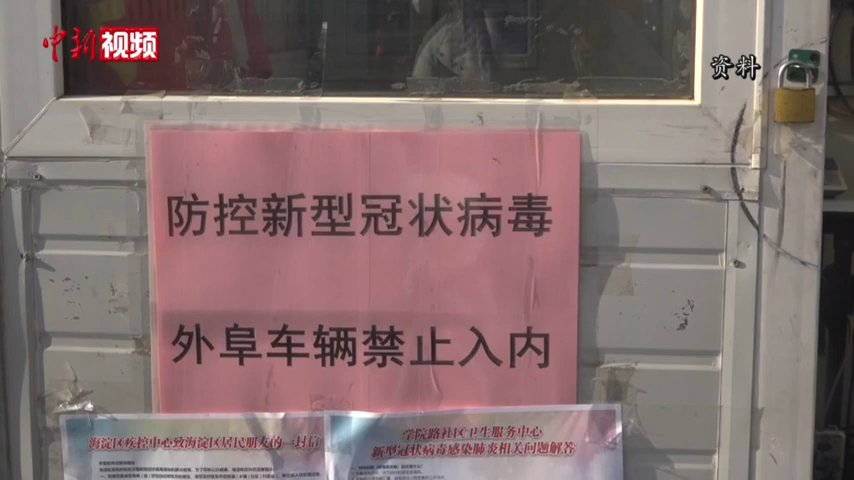 中新视频
资料
防控新型冠状病毒
外阜车辆禁止入内
海淀区疾控中心致海淀区居民朋友的一封信
学院路社区卫生服务中心
新型冠状病毒感染肺炎相关问题解答